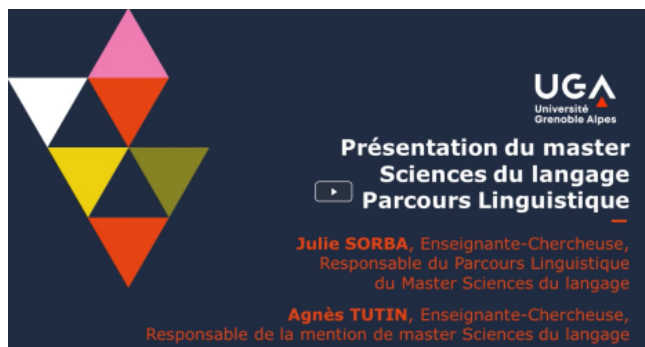 UGA
Université
Grenoble Alpes
Présentation du master
Sciences du langage
Parcours Linguistique
Julie SORBA, Enseignante-Chercheuse,
Responsable du Parcours Linguistique
du Master Sciences du langage
Agnès TUTIN, Enseignante-Chercheuse,
Responsable de la mention de master Sciences du langage